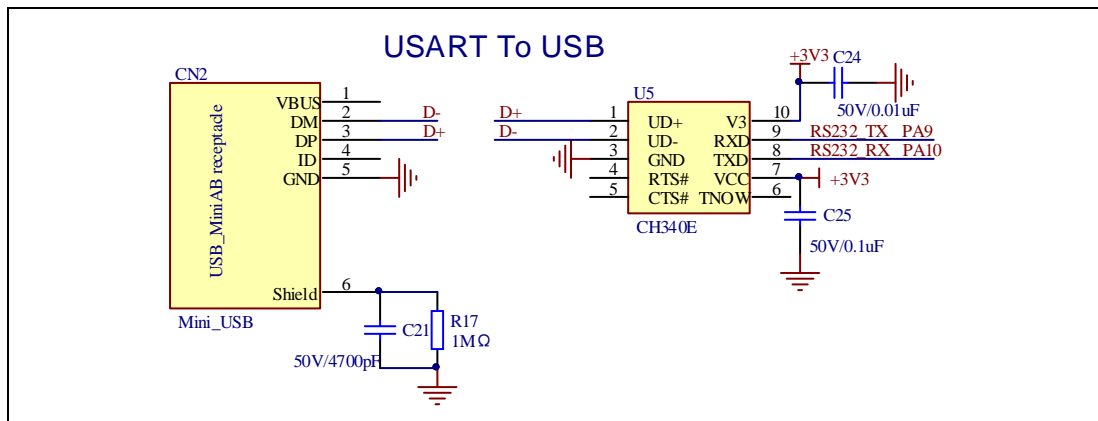 USART To USB
CN2
USB_Mini AB receptacle
VBUS 1
DM 2 D-
DP 3 D+
ID 4
GND 5
Shield 6
Mini_USB
C21
50V/4700pF
R17
1MΩ
U5
D+ 1 UD+
D- 2 UD-
3 GND
4 RTS#
5 CTS#
V3 10
RXD 9 RS232_TX PA9
TXD 8 RS232_RX PA10
VCC 7 +3V3
TNOW 6
CH340E
+3V3
C24
50V/0.01uF
C25
50V/0.1uF